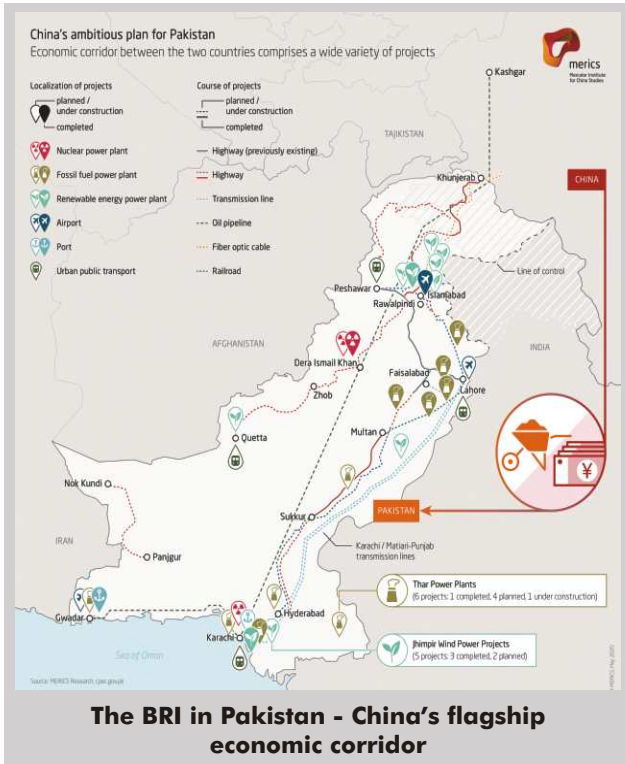 China's ambitious plan for Pakistan
Economic corridor between the two countries comprises a wide variety of projects
merics
Mercator Institute
for China Studies
Localization of projects
planned /
under construction
completed
Nuclear power plant
Fossil fuel power plant
Renewable energy power plant
Airport
Port
Urban public transport
Course of projects
planned /
under construction
completed
Highway (previously existing)
Highway
Transmission line
Oil pipeline
Fiber optic cable
Railroad
Kashgar
TAJIKISTAN
Khunjerab
CHINA
Line of control
Peshawar
Islamabad
Rawalpindi
AFGHANISTAN
INDIA
Dera Ismail Khan
Faisalabad
Zhob
Lahore
Quetta
Multan
¥
Nok Kundi
Sukkur
PAKISTAN
IRAN
Panjgur
Karachi / Matiari-Punjab
transmission lines
Thar Power Plants
(6 projects: 1 completed, 4 planned, 1 under construction)
Gwadar
Hyderabad
Karachi
Jhimpir Wind Power Projects
(5 projects: 3 completed, 2 planned)
Sea of Oman
Source: MERICS Research, cpec.gov.pk
The BRI in Pakistan - China's flagship
economic corridor